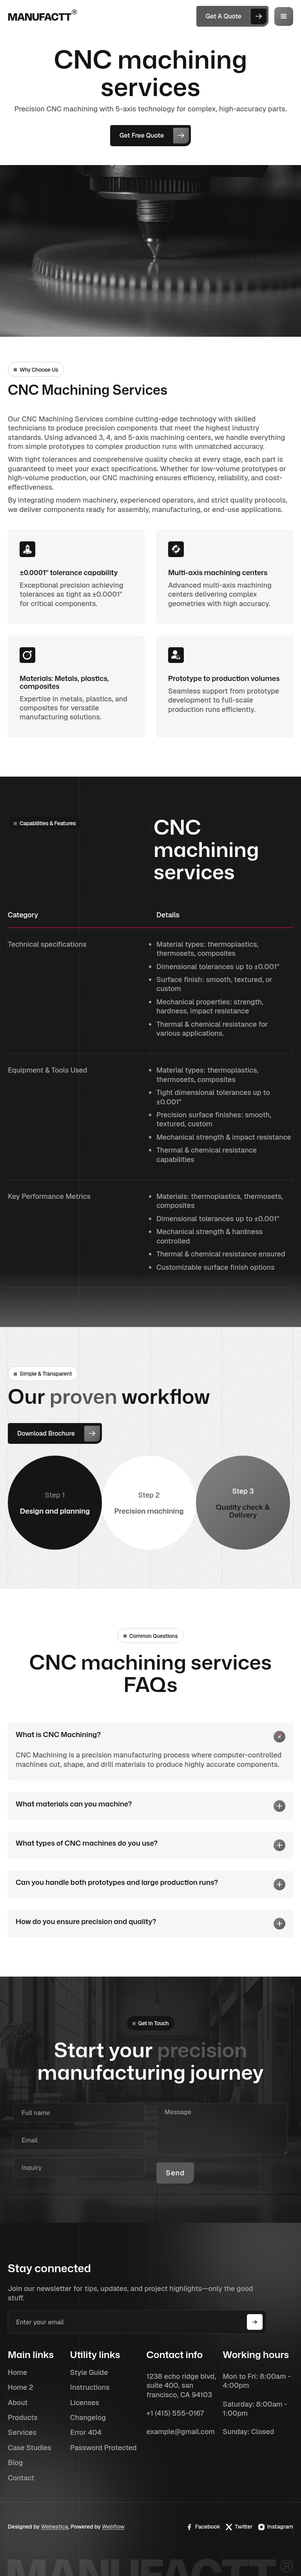 MANUFACTT®
Get A Quote
CNC machining
services
Precision CNC machining with 5-axis technology for complex, high-accuracy parts.
Get Free Quote
Why Choose Us
CNC Machining Services
Our CNC Machining Services combine cutting-edge technology with skilled
technicians to produce precision components that meet the highest industry
standards. Using advanced 3, 4, and 5-axis machining centers, we handle everything
from simple prototypes to complex production runs with unmatched accuracy.
With tight tolerances and comprehensive quality checks at every stage, each part is
guaranteed to meet your exact specifications. Whether for low-volume prototypes or
high-volume production, our CNC machining ensures efficiency, reliability, and cost-
effectiveness.
By integrating modern machinery, experienced operators, and strict quality protocols,
we deliver components ready for assembly, manufacturing, or end-use applications.
±0.0001" tolerance capability
Exceptional precision achieving
tolerances as tight as ±0.0001"
for critical components.
Multi-axis machining centers
Advanced multi-axis machining
centers delivering complex
geometries with high accuracy.
Materials: Metals, plastics,
composites
Expertise in metals, plastics, and
composites for versatile
manufacturing solutions.
Prototype to production volumes
Seamless support from prototype
development to full-scale
production runs efficiently.
Capabilities & Features
CNC
machining
services
Category
Details
Technical specifications
Material types: thermoplastics,
thermosets, composites
Dimensional tolerances up to ±0.001"
Surface finish: smooth, textured, or
custom
Mechanical properties: strength,
hardness, impact resistance
Thermal & chemical resistance for
various applications.
Equipment & Tools Used
Material types: thermoplastics,
thermosets, composites
Tight dimensional tolerances up to
±0.001"
Precision surface finishes: smooth,
textured, custom
Mechanical strength & impact resistance
Thermal & chemical resistance
capabilities
Key Performance Metrics
Materials: thermoplastics, thermosets,
composites
Dimensional tolerances up to ±0.001"
Mechanical strength & hardness
controlled
Thermal & chemical resistance ensured
Customizable surface finish options
Simple & Transparent
Our proven workflow
Download Brochure
Step 1
Design and planning
Step 2
Precision machining
Step 3
Quality check &
Delivery
Common Questions
CNC machining services
FAQs
What is CNC Machining?
CNC Machining is a precision manufacturing process where computer-controlled
machines cut, shape, and drill materials to produce highly accurate components.
What materials can you machine?
What types of CNC machines do you use?
Can you handle both prototypes and large production runs?
How do you ensure precision and quality?
Get In Touch
Start your precision
manufacturing journey
Full name
Email
Inquiry
Message
Send
Stay connected
Join our newsletter for tips, updates, and project highlights—only the good
stuff.
Enter your email
Main links
Home
Home 2
About
Products
Services
Case Studies
Blog
Contact
Utility links
Style Guide
Instructions
Licenses
Changelog
Error 404
Password Protected
Contact info
1238 echo ridge blvd,
suite 400, san
francisco, CA 94103
+1 (415) 555-0167
example@gmail.com
Working hours
Mon to Fri: 8:00am -
4:00pm
Saturday: 8:00am -
1:00pm
Sunday: Closed
Designed by Webestica, Powered by Webflow
Facebook
Twitter
Instagram
MANUFACTT®